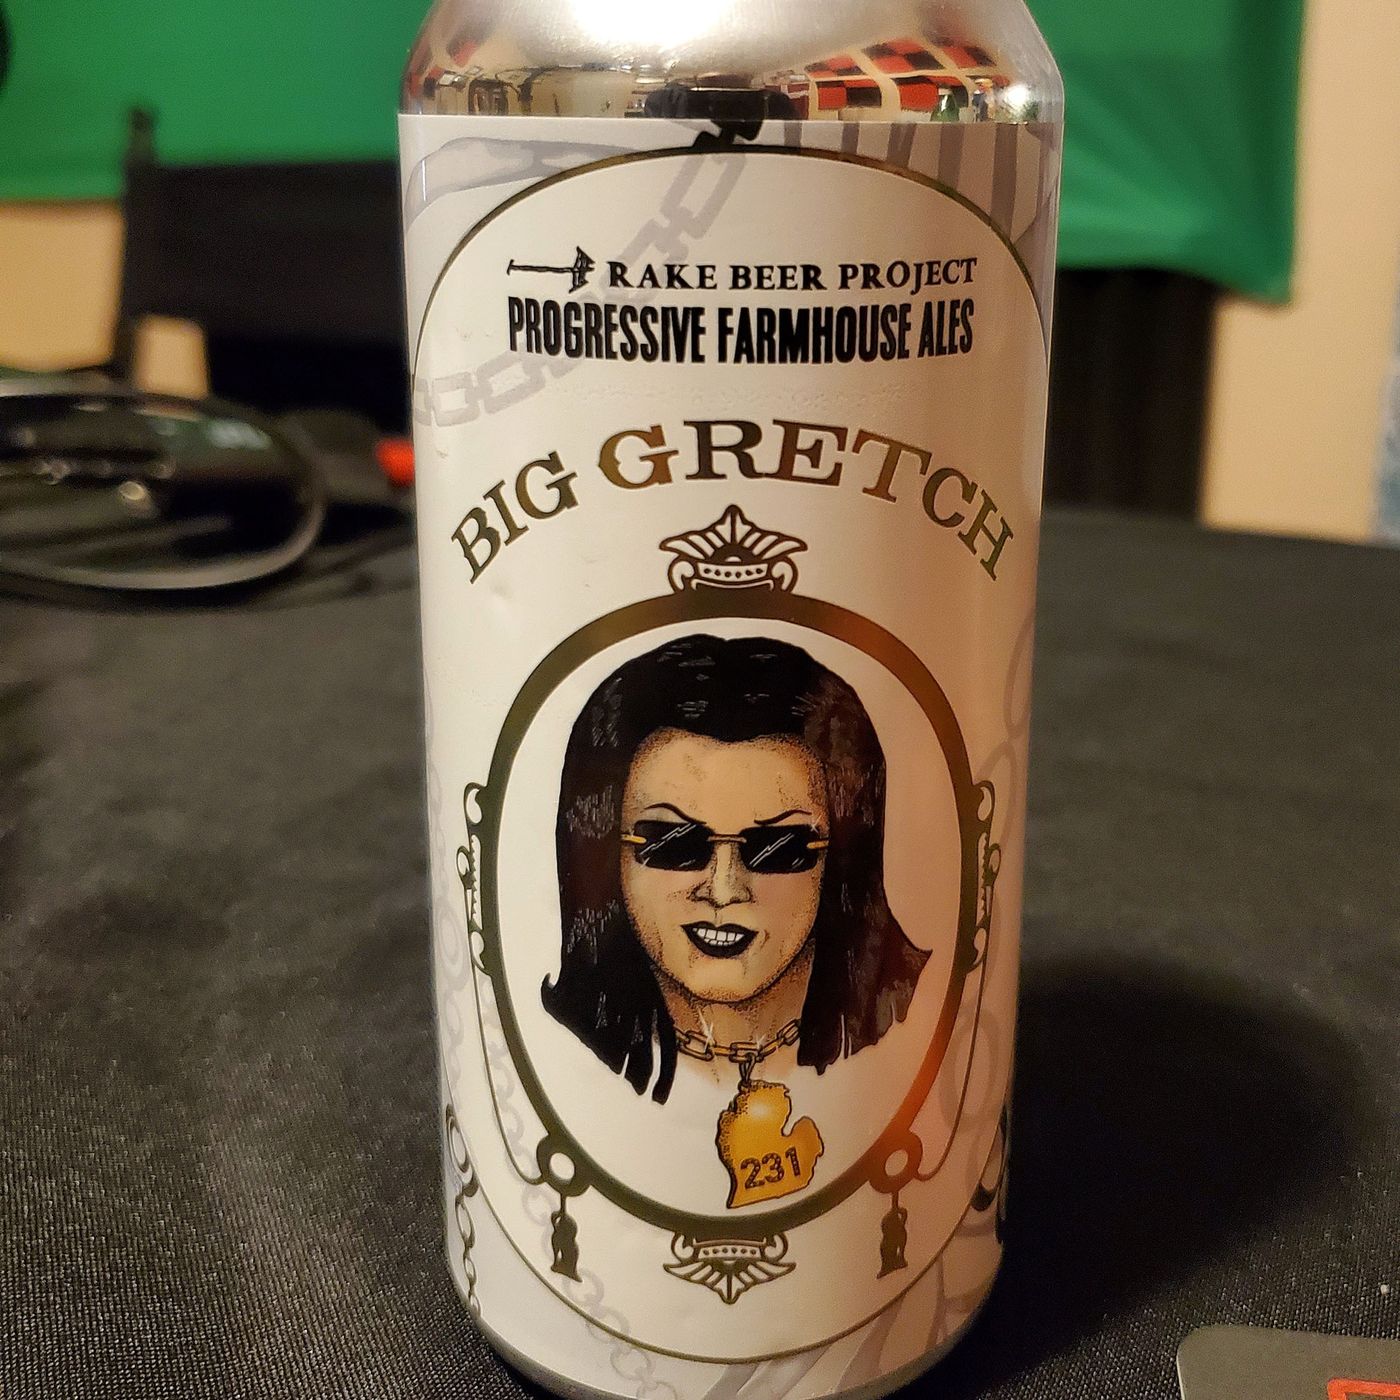 RAKE BEER PROJECT
PROGRESSIVE FARMHOUSE ALES
BIG GRETCH
231